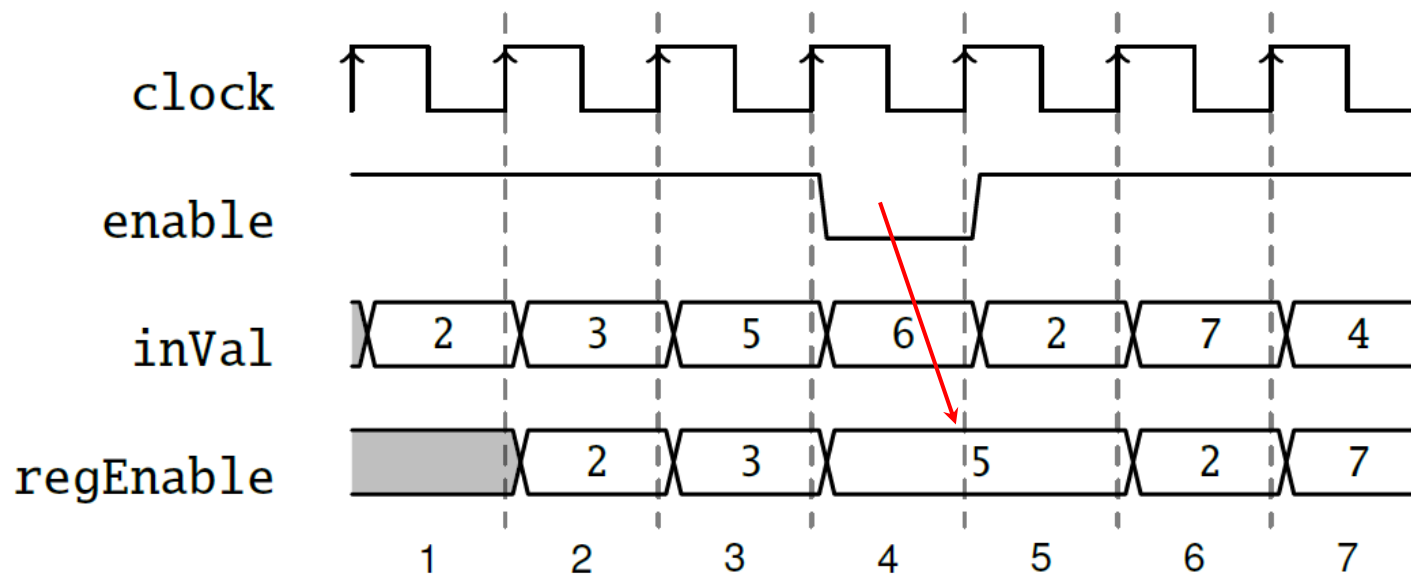 clock
enable
inVal 2 3 5 6 2 7 4
regEnable 2 3 5 2 7
1 2 3 4 5 6 7